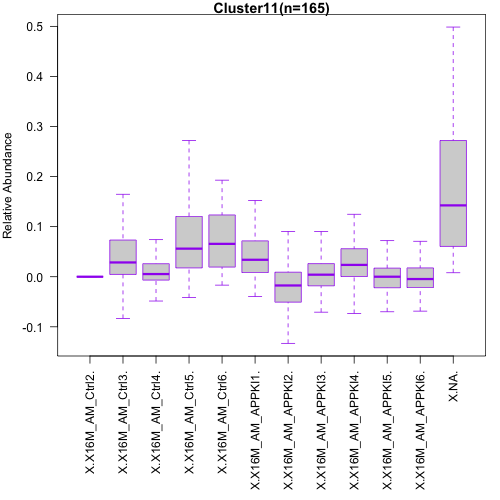 Cluster11(n=165)
Relative Abundance
0.5
0.4
0.3
0.2
0.1
0.0
-0.1
X.X16M_AM_Ctrl2.
X.X16M_AM_Ctrl3.
X.X16M_AM_Ctrl4.
X.X16M_AM_Ctrl5.
X.X16M_AM_Ctrl6.
X.X16M_AM_APPKI1.
X.X16M_AM_APPKI2.
X.X16M_AM_APPKI3.
X.X16M_AM_APPKI4.
X.X16M_AM_APPKI5.
X.X16M_AM_APPKI6.
X.NA.